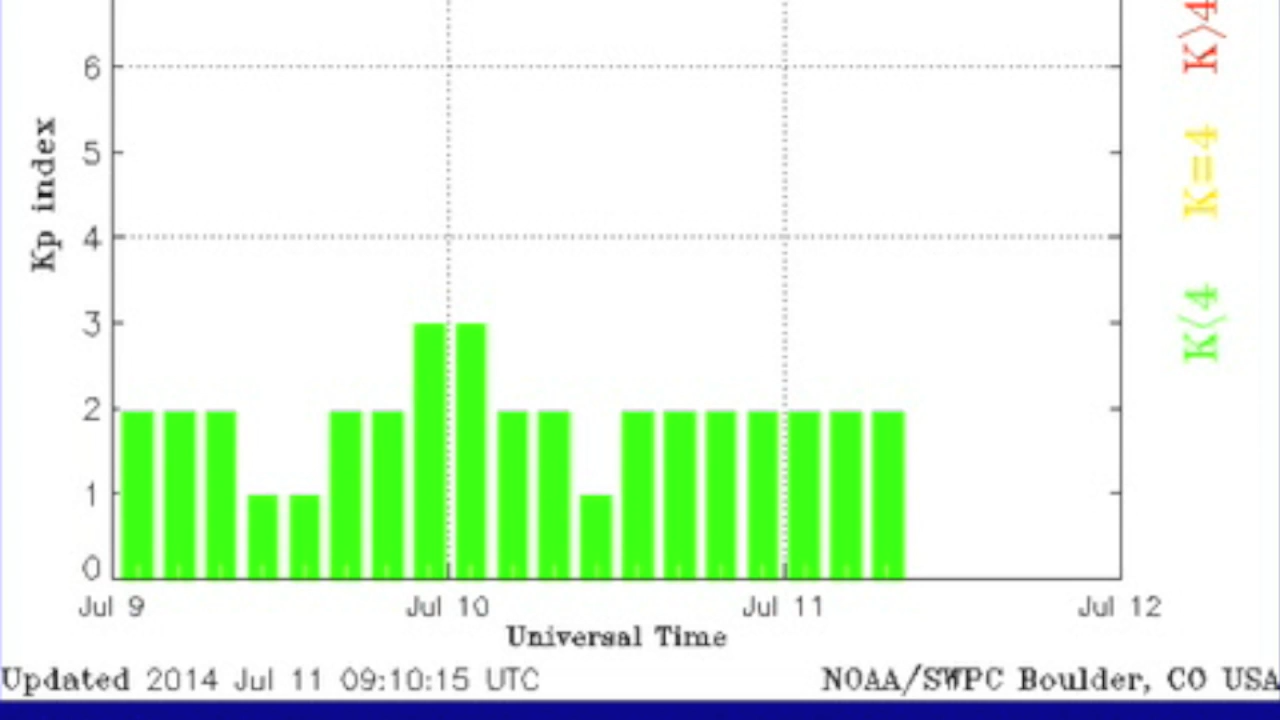 6
5
4
3
2
1
0
Kp index
K>4
K=4
K<4
Jul 9 Jul 10 Jul 11 Jul 12
Universal Time
Updated 2014 Jul 11 09:10:15 UTC NOAA/SWPC Boulder, CO USA